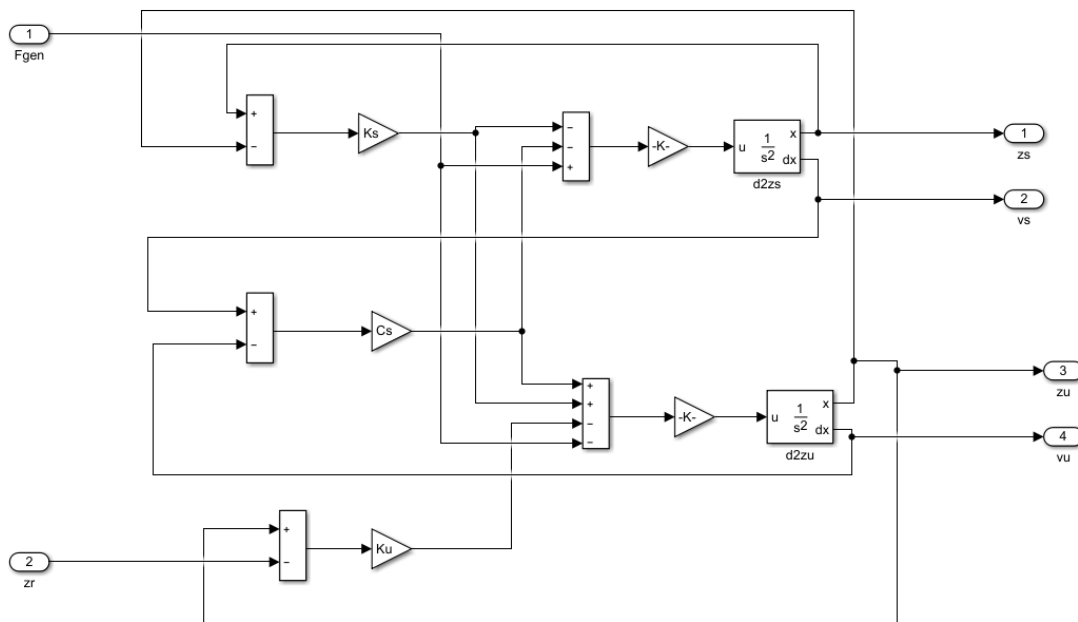 1
Fgen
+
−
Ks
−
−
+
-K-
u
1
s2
x
dx
d2zs
1
zs
2
vs
+
−
Cs
+
+
−
−
-K-
u
1
s2
x
dx
d2zu
3
zu
4
vu
+
−
Ku
2
zr